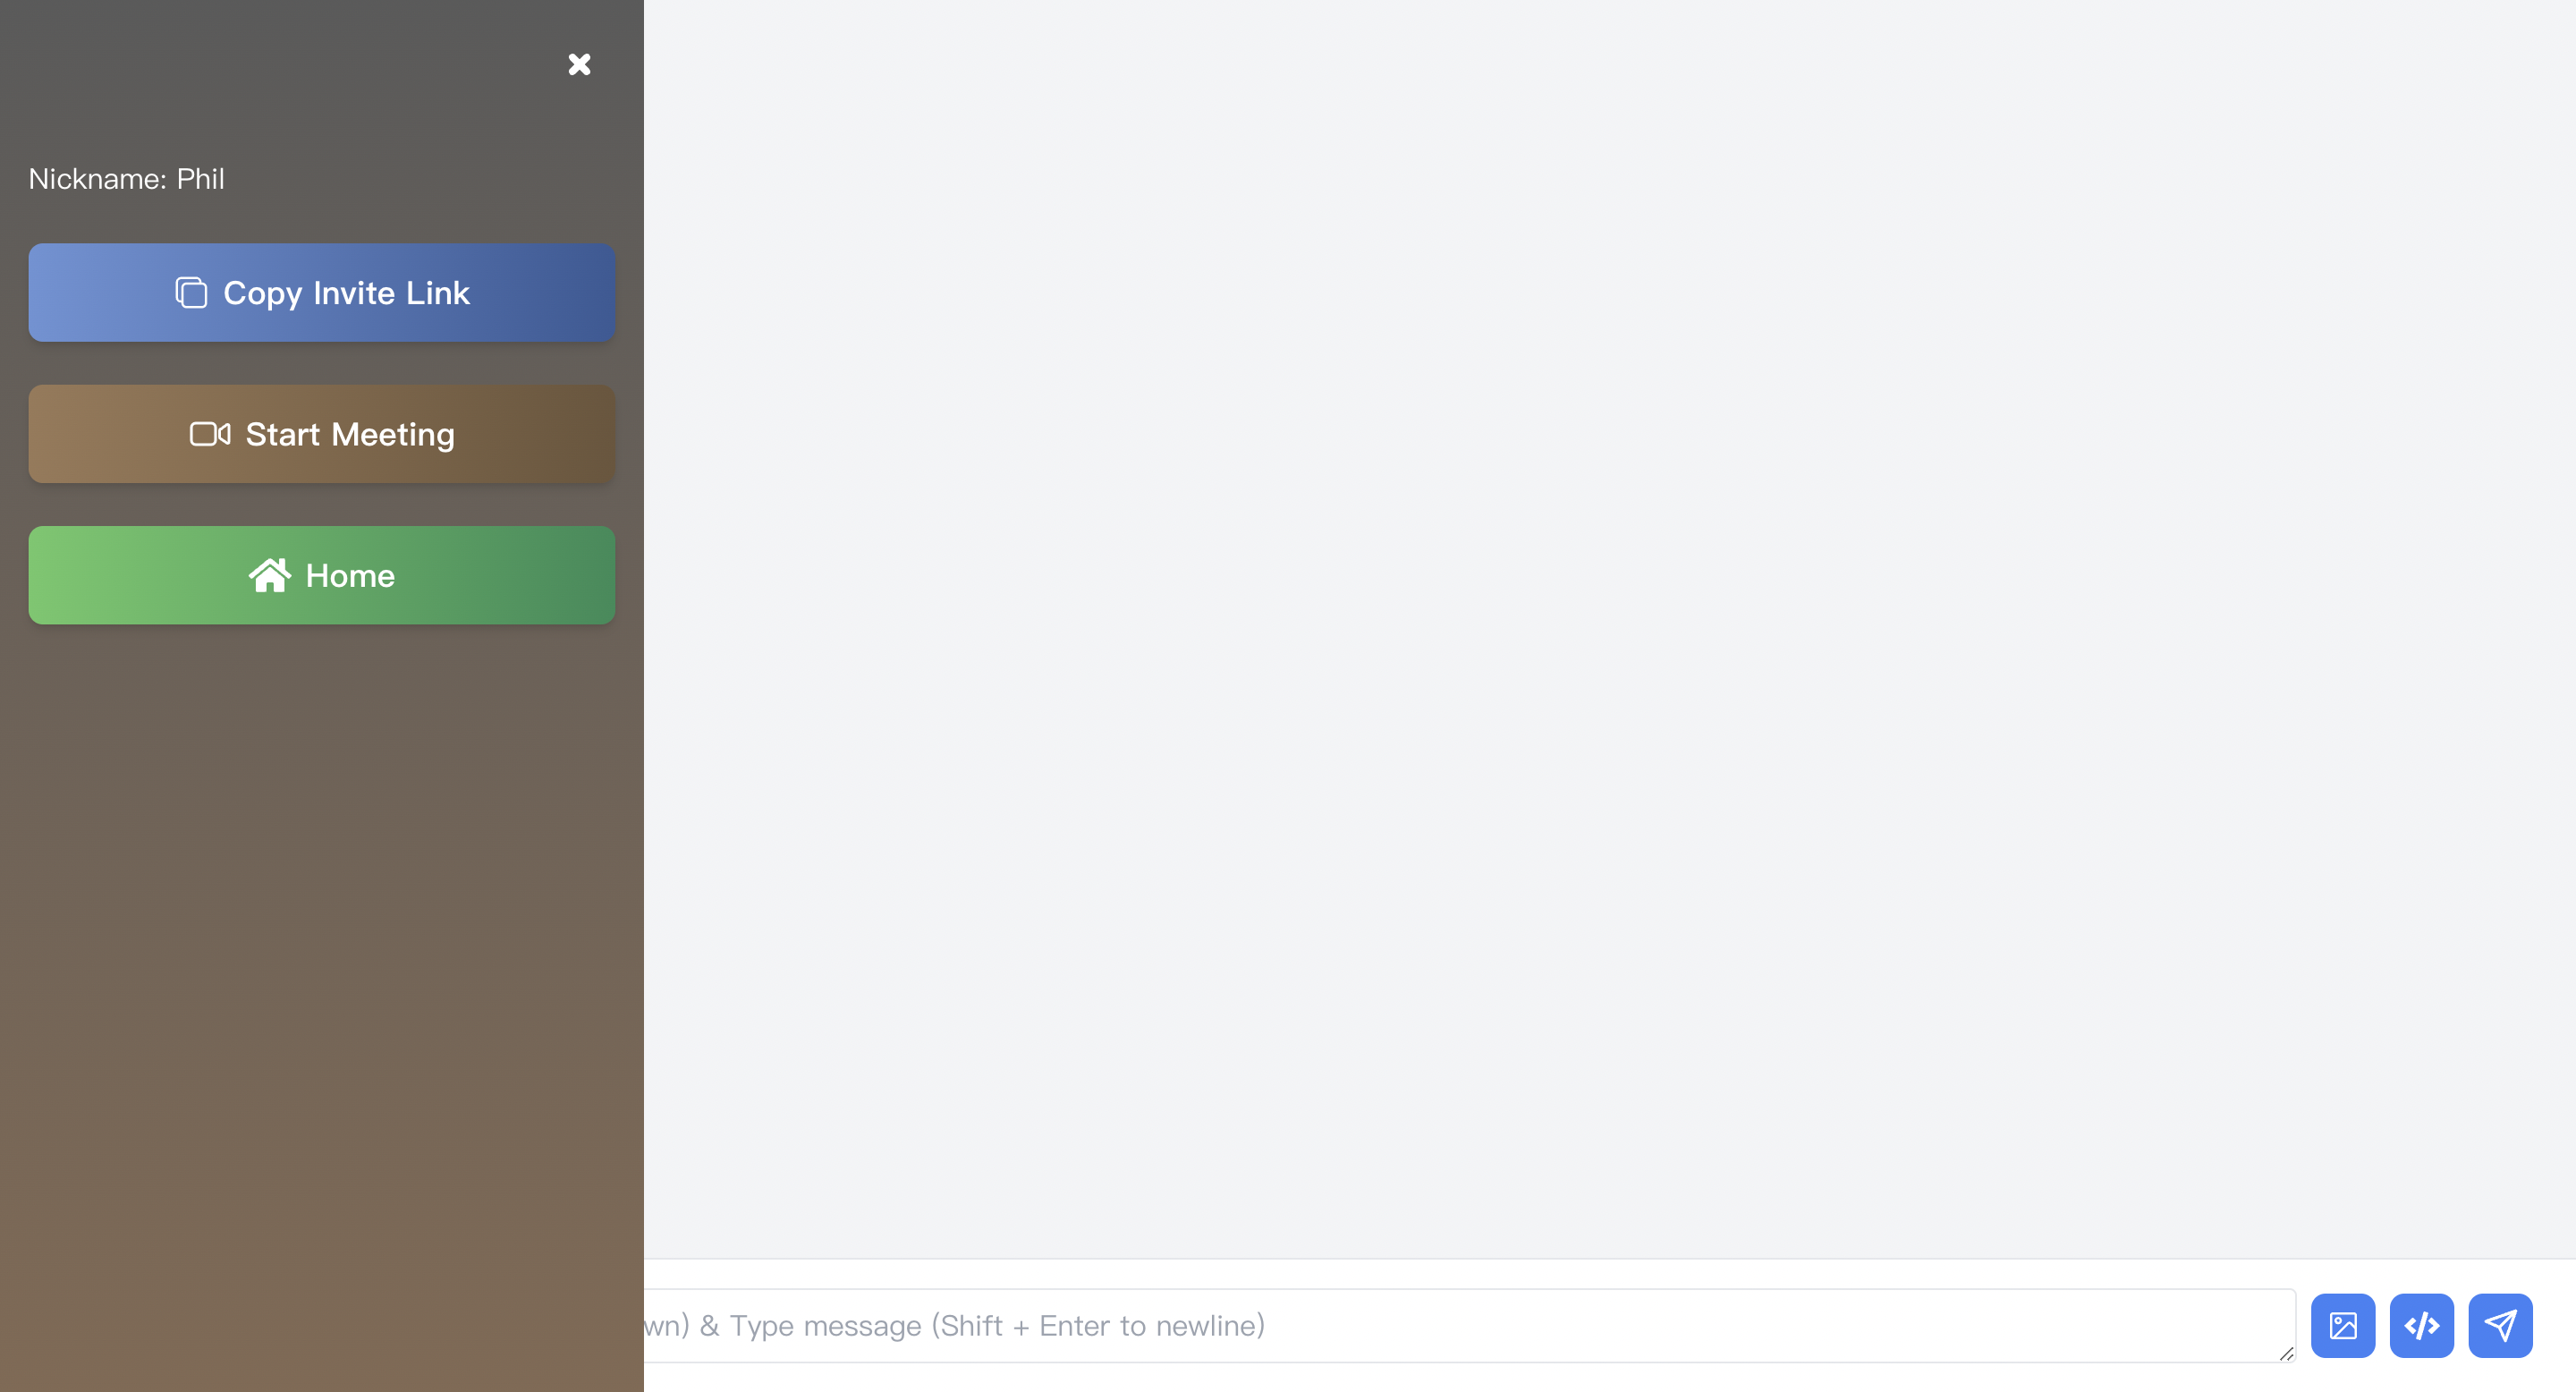 Nickname: Phil
Copy Invite Link
Start Meeting
Home
wn) & Type message (Shift + Enter to newline)